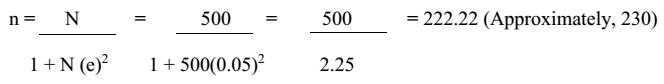 n = N = 500 = 500 = 222.22 (Approximately, 230)
1 + N (e)² 1 + 500(0.05)² 2.25